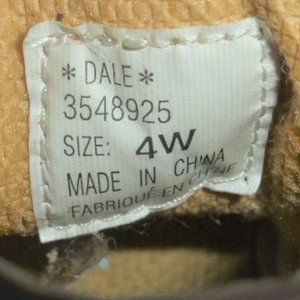 * DALE *
3548925
SIZE: 4W
MADE IN CHINA
FABRIQUÉ EN CHINE